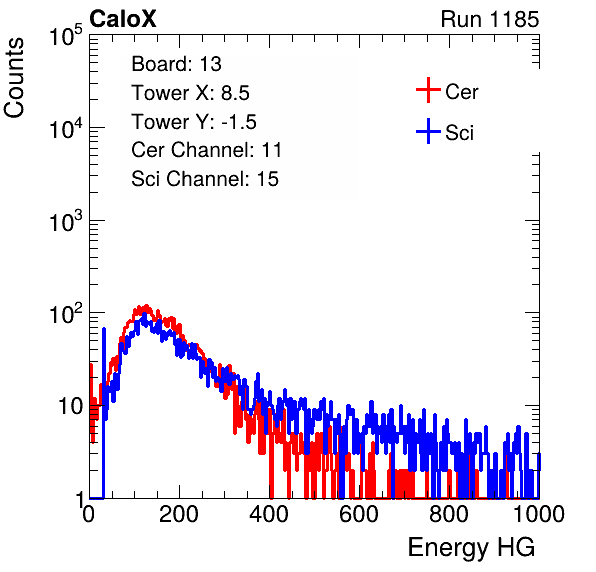 CaloX Run 1185
Counts
Board: 13
Tower X: 8.5
Tower Y: -1.5
Cer Channel: 11
Sci Channel: 15
Cer
Sci
10^5
10^4
10^3
10^2
10
1
0 200 400 600 800 1000
Energy HG